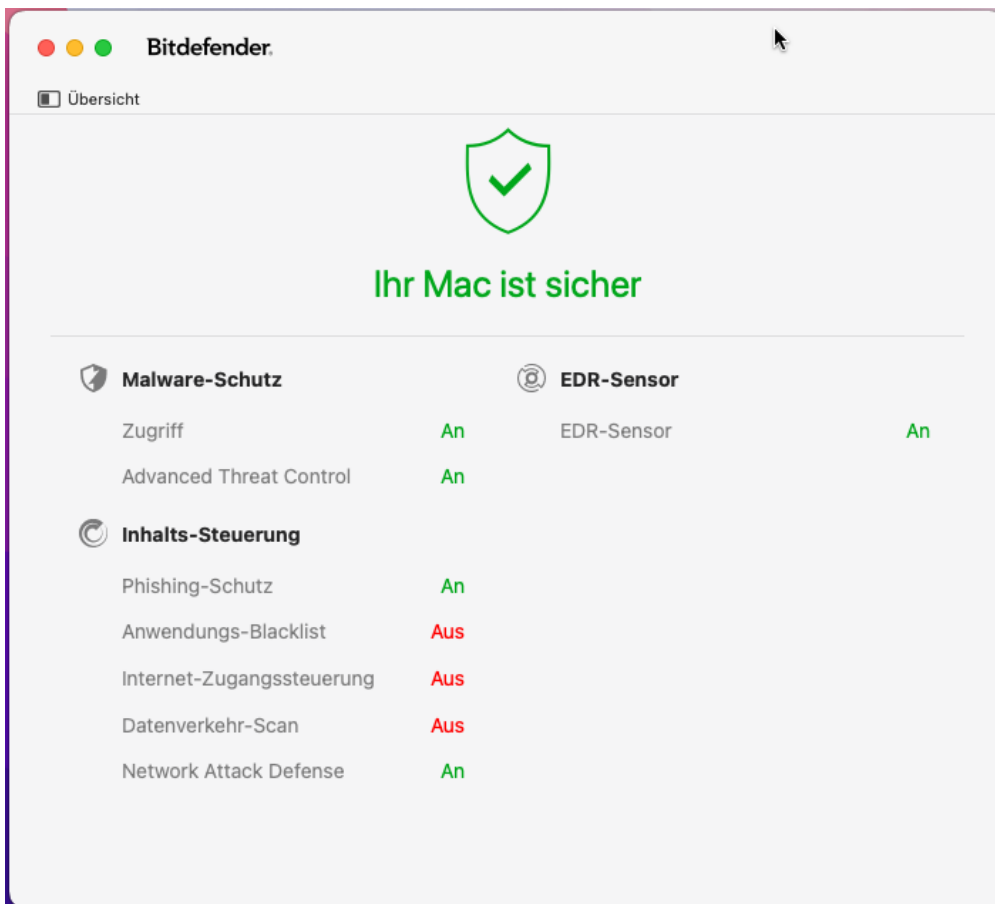 Bitdefender.
Übersicht
Ihr Mac ist sicher
Malware-Schutz
Zugriff An
Advanced Threat Control An
Inhalts-Steuerung
Phishing-Schutz An
Anwendungs-Blacklist Aus
Internet-Zugangssteuerung Aus
Datenverkehr-Scan Aus
Network Attack Defense An
EDR-Sensor
EDR-Sensor An